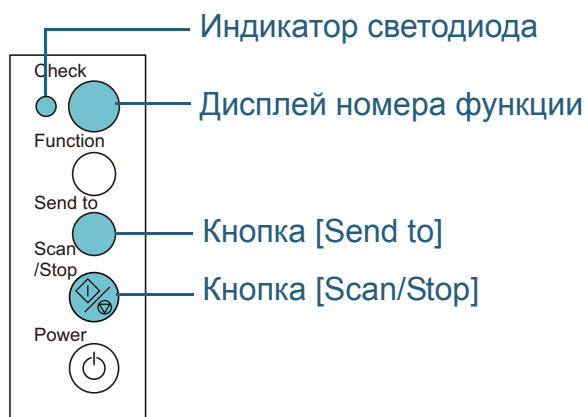 Индикатор светодиода
Check
Дисплей номера функции
Function
Send to
Кнопка [Send to]
Scan
/Stop
Кнопка [Scan/Stop]
Power